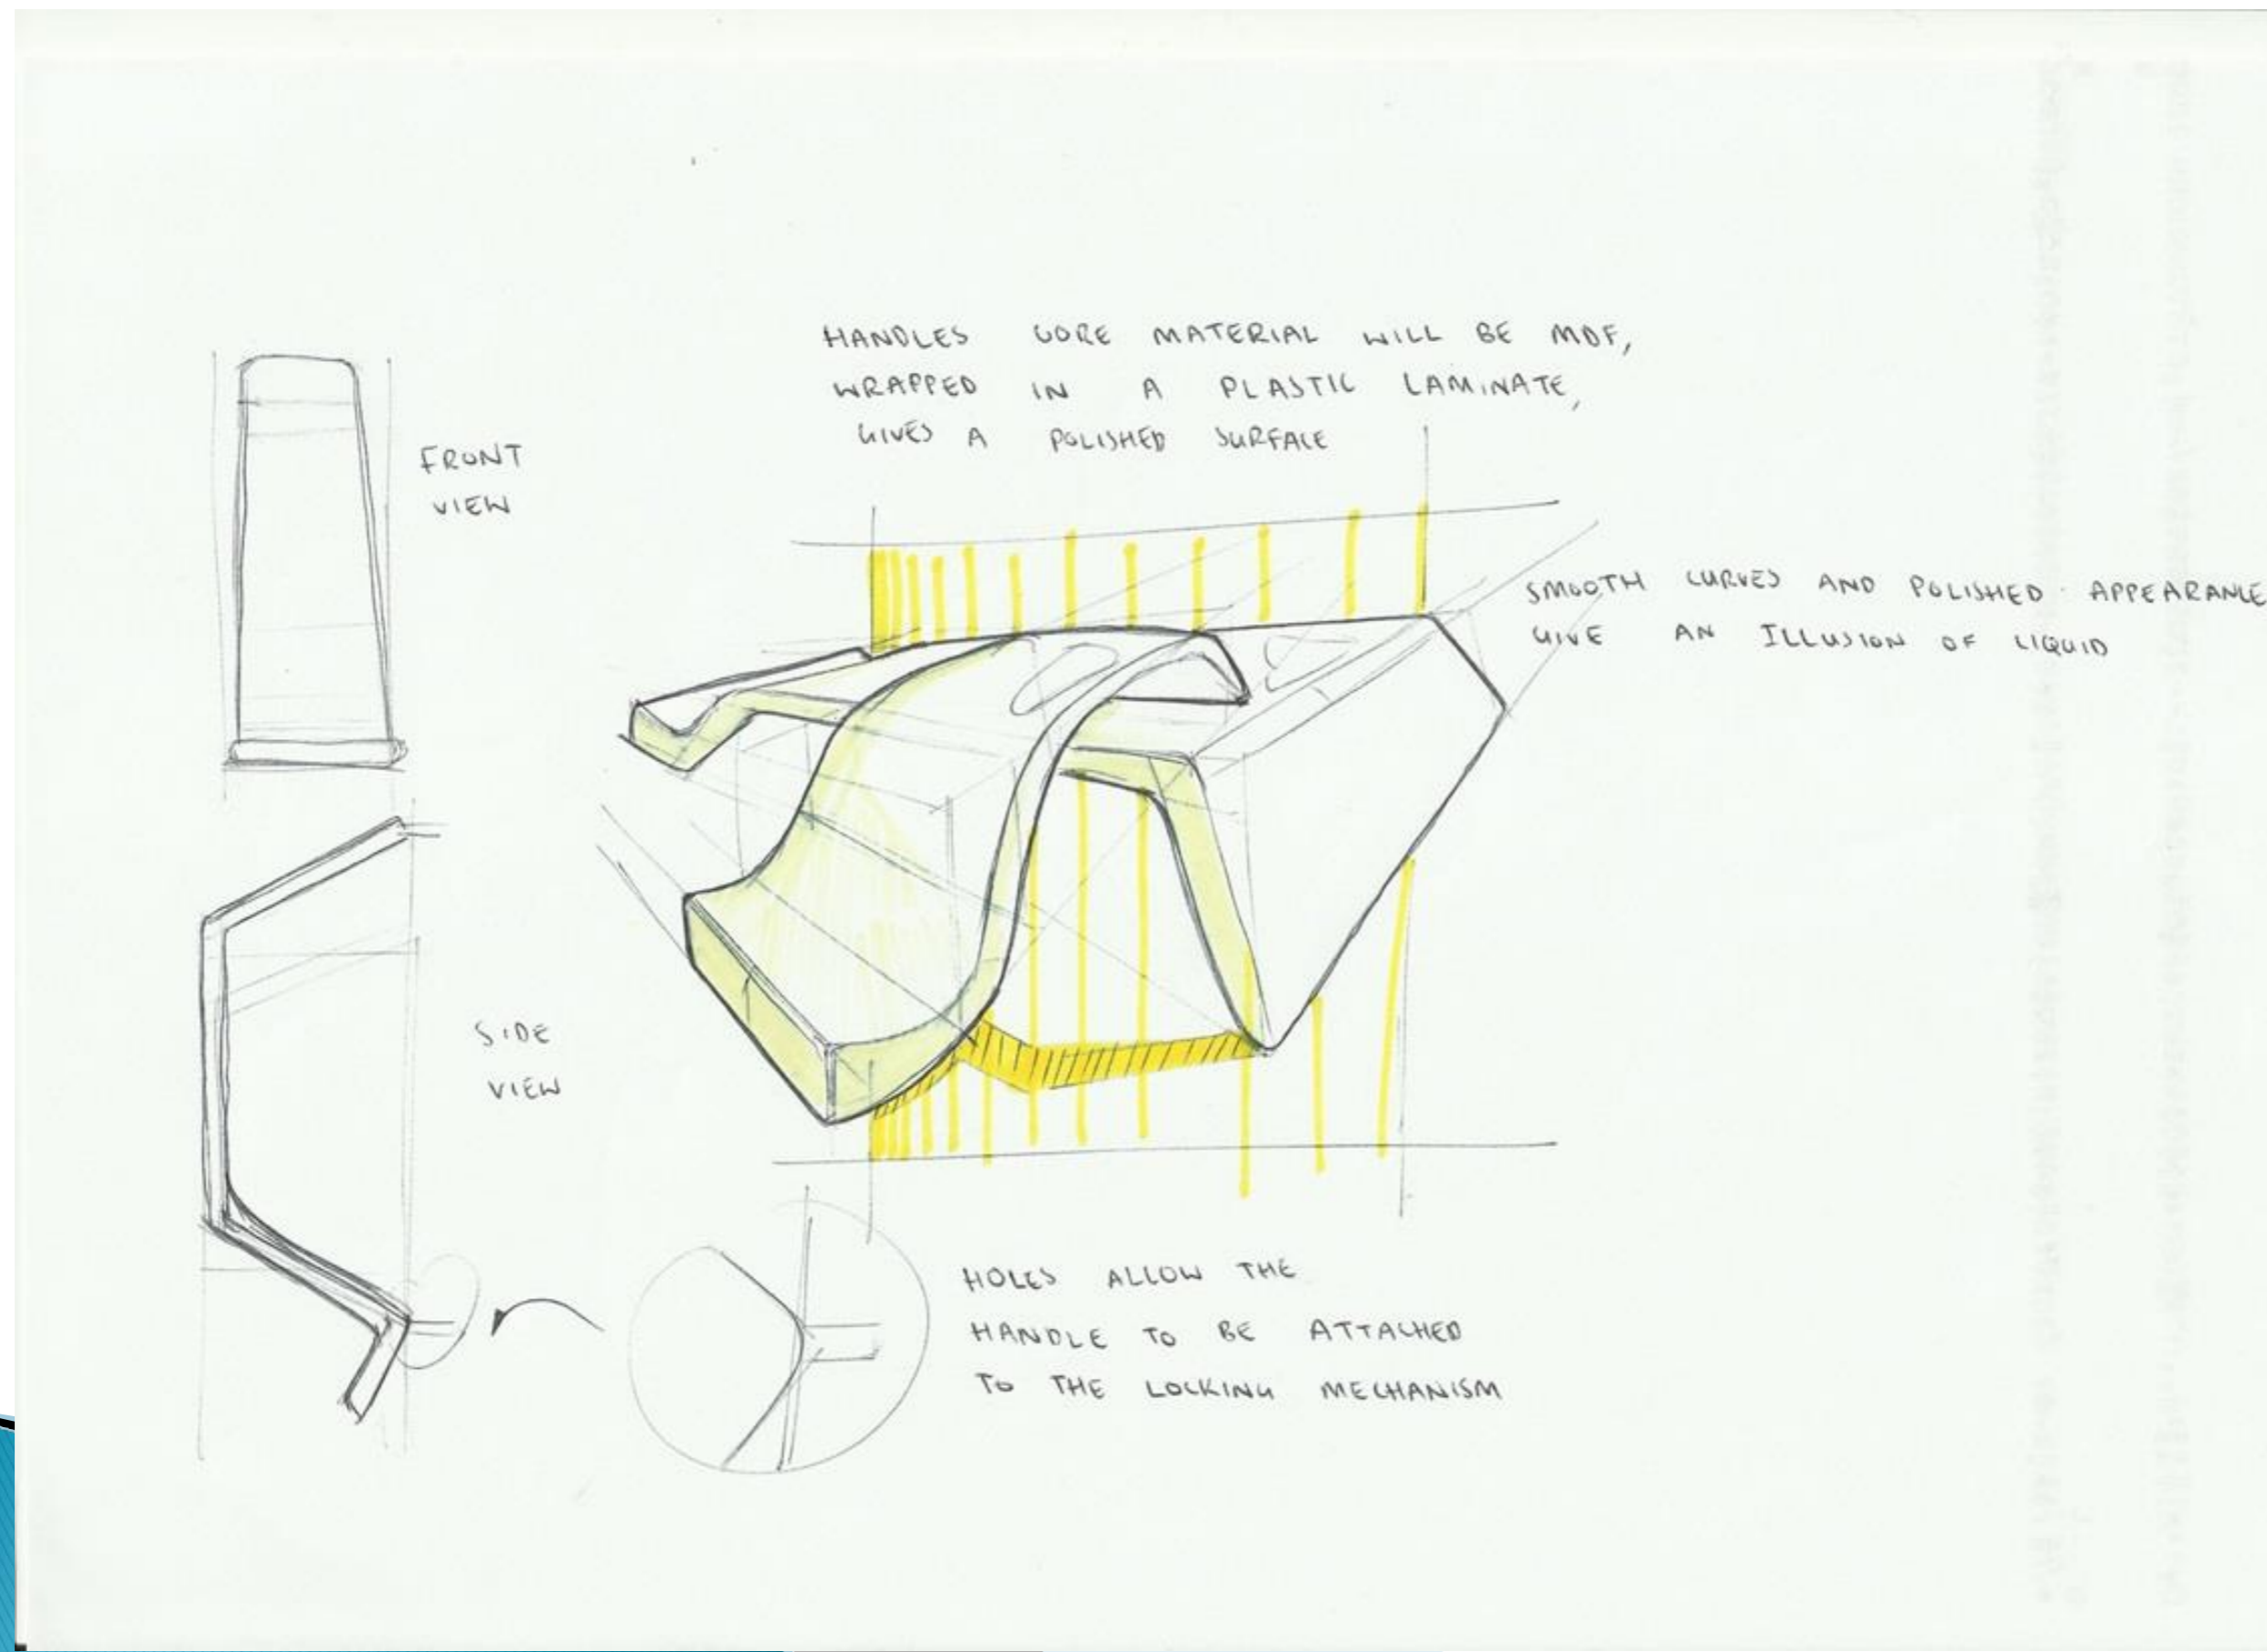 HANDLES CORE MATERIAL WILL BE MDF,
WRAPPED IN A PLASTIC LAMINATE,
GIVES A POLISHED SURFACE
FRONT
VIEW
SMOOTH CURVES AND POLISHED APPEARANCE
GIVE AN ILLUSION OF LIQUID
SIDE
VIEW
HOLES ALLOW THE
HANDLE TO BE ATTACHED
TO THE LOCKING MECHANISM